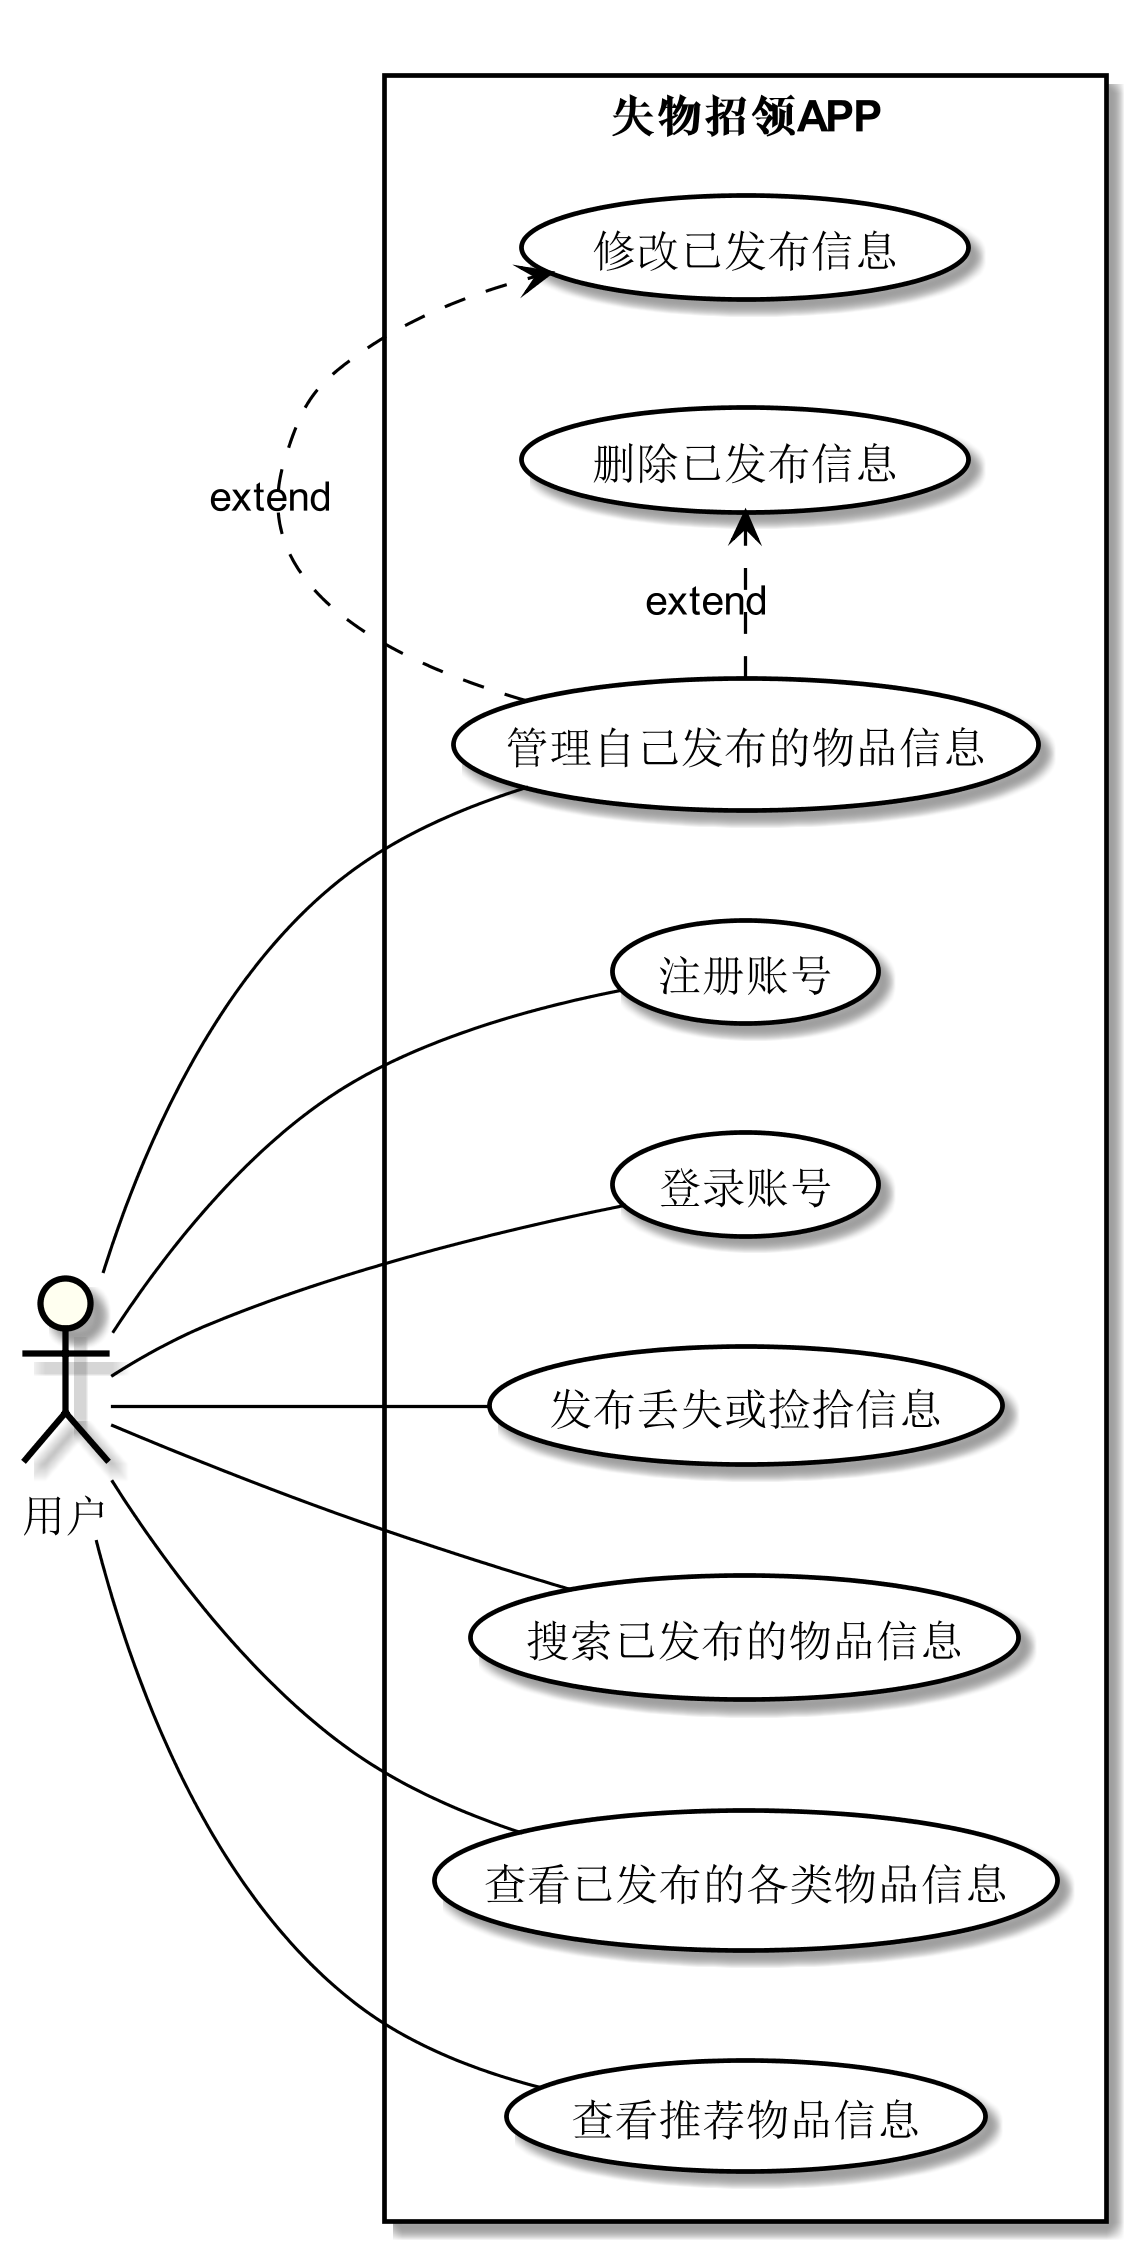 失物招领APP
修改已发布信息
删除已发布信息
extend
extend
管理自己发布的物品信息
注册账号
登录账号
发布丢失或捡拾信息
用户
搜索已发布的物品信息
查看已发布的各类物品信息
查看推荐物品信息